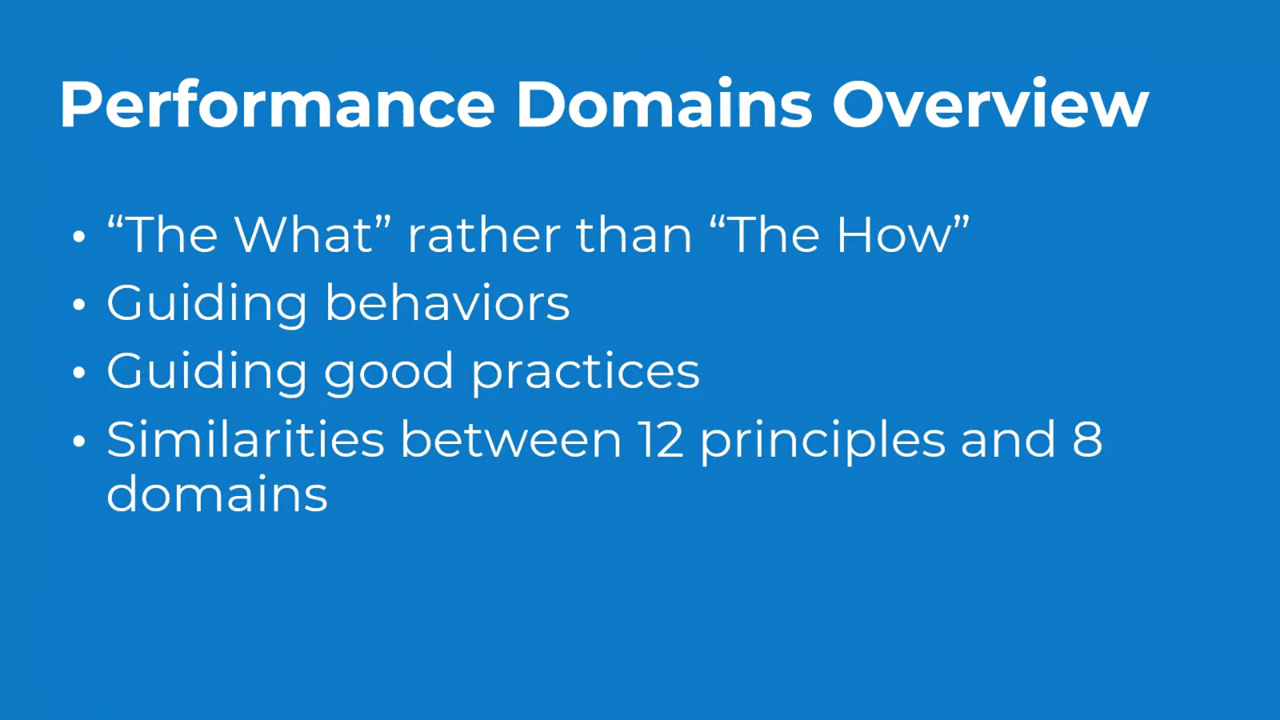 Performance Domains Overview
• “The What” rather than “The How”
• Guiding behaviors
• Guiding good practices
• Similarities between 12 principles and 8
domains